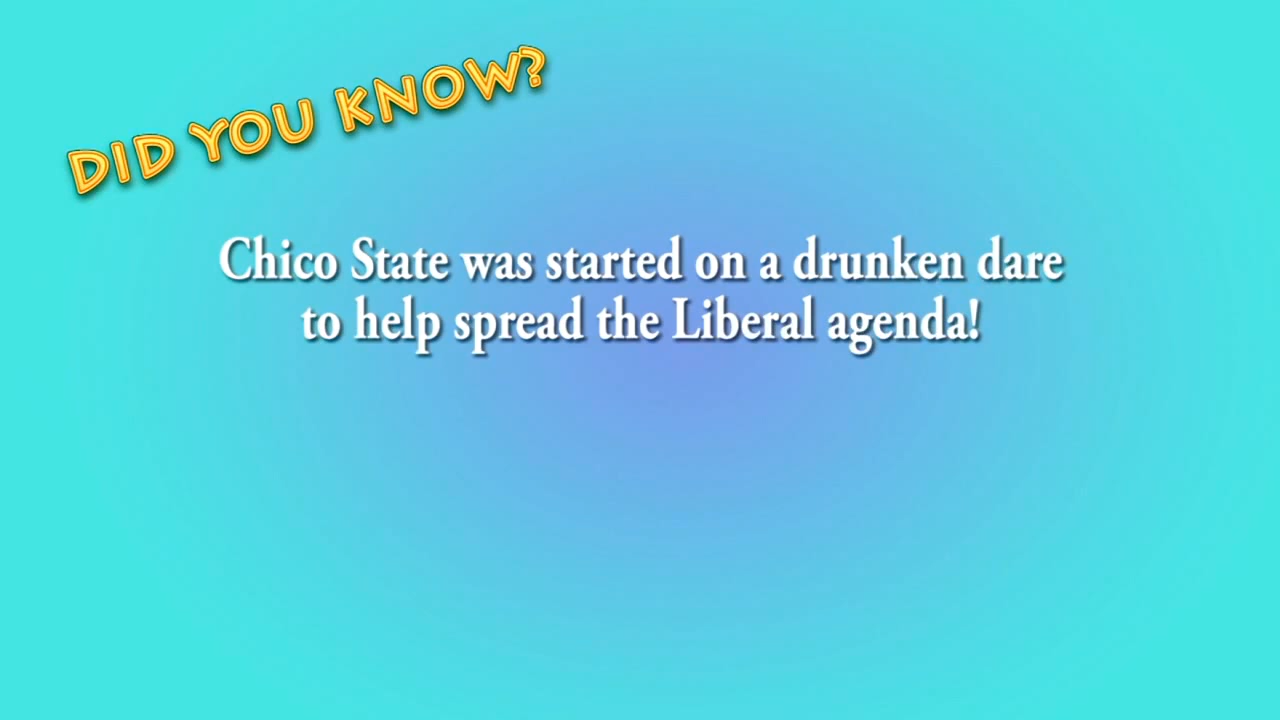 DID YOU KNOW?
Chico State was started on a drunken dare
to help spread the Liberal agenda!